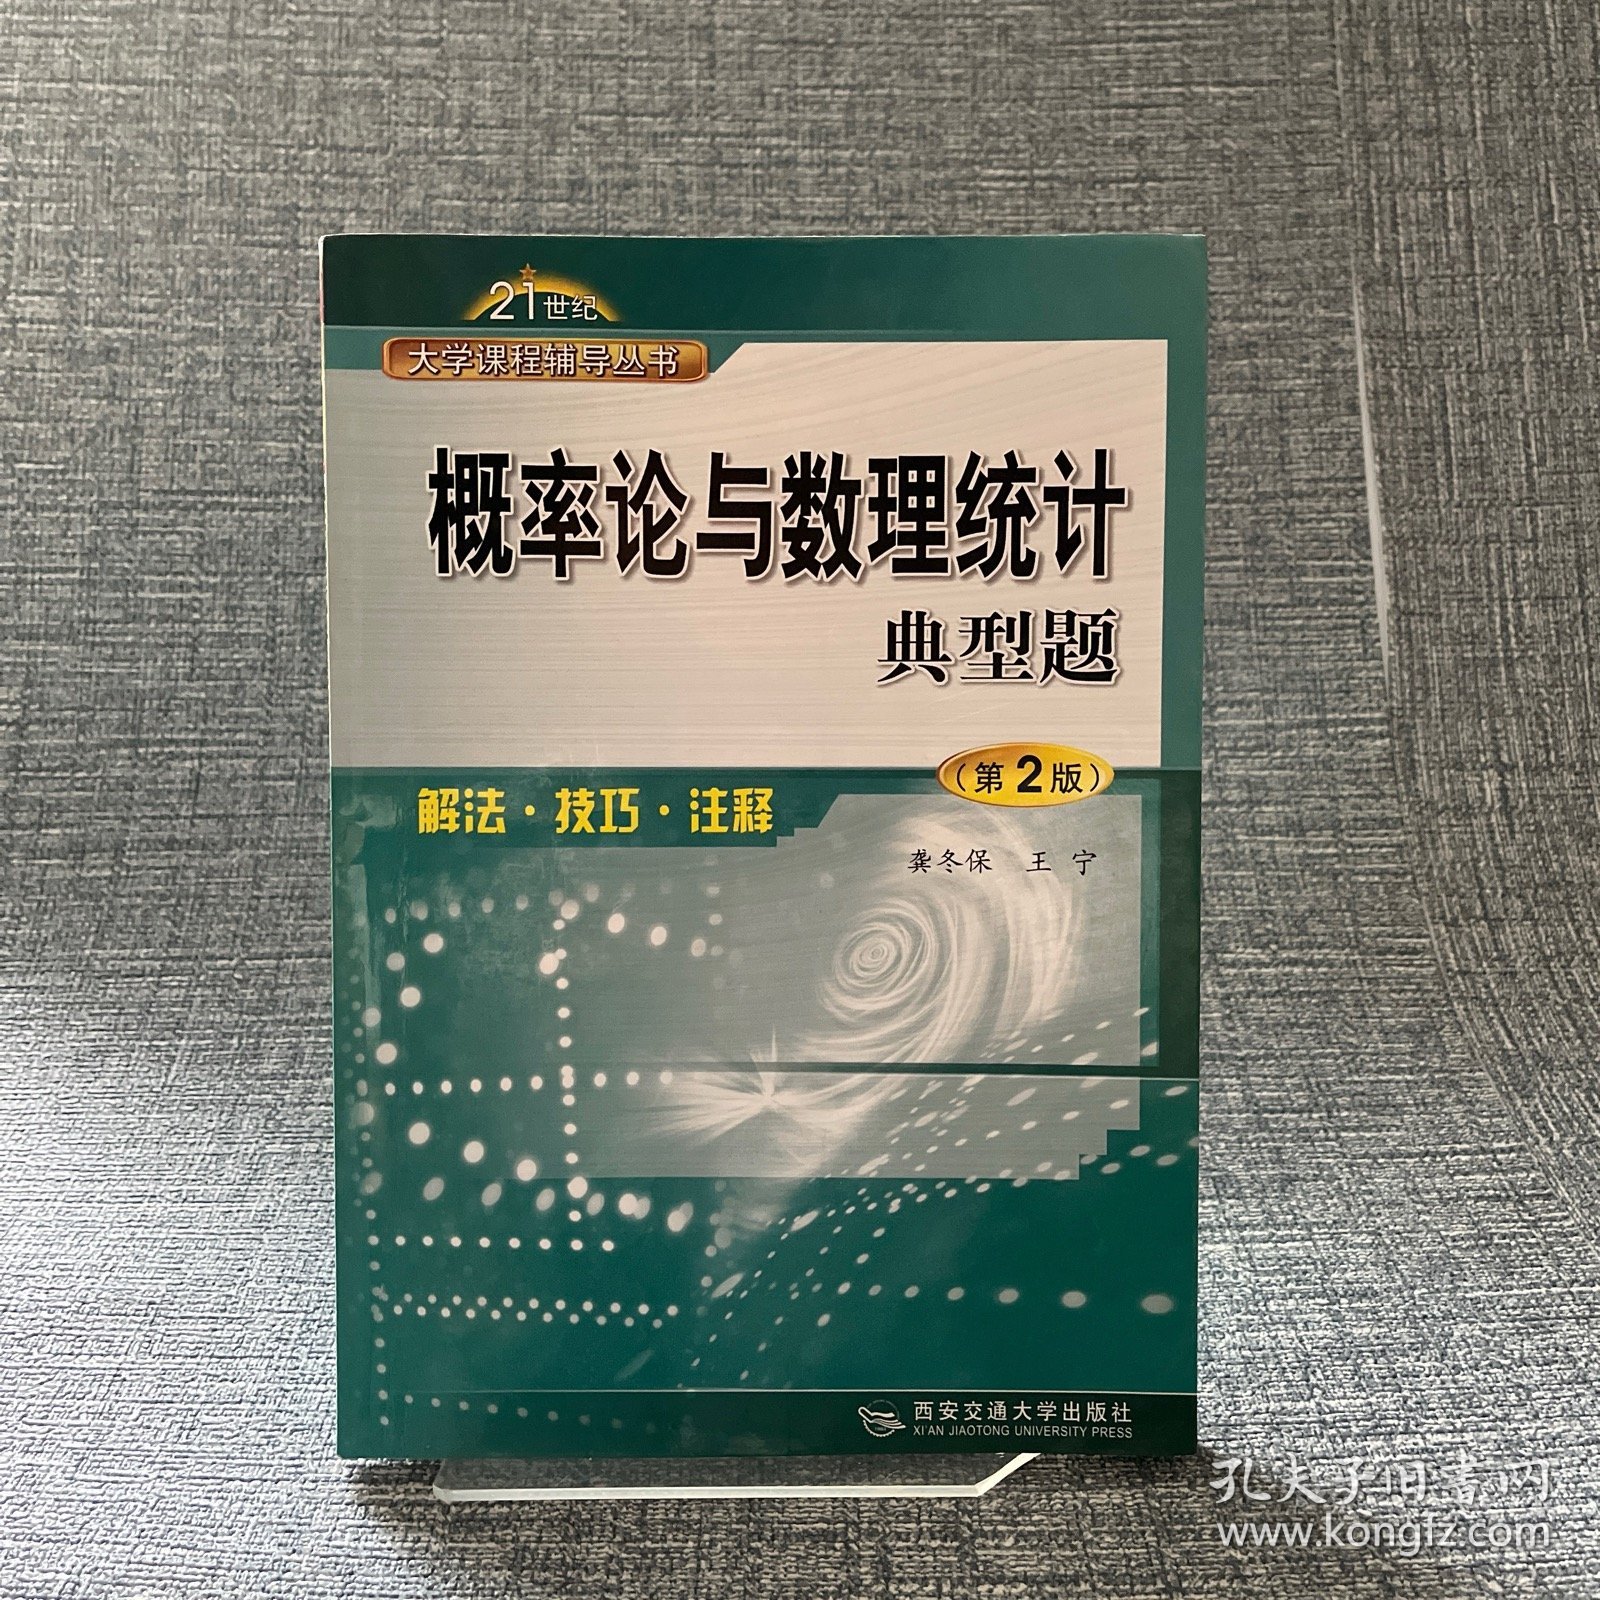 21世纪
大学课程辅导丛书
概率论与数理统计
典型题
（第2版）
解法·技巧·注释
龚冬保 王宁
西安交通大学出版社
XI'AN JIAOTONG UNIVERSITY PRESS
孔夫子旧书网
www.kongfz.com